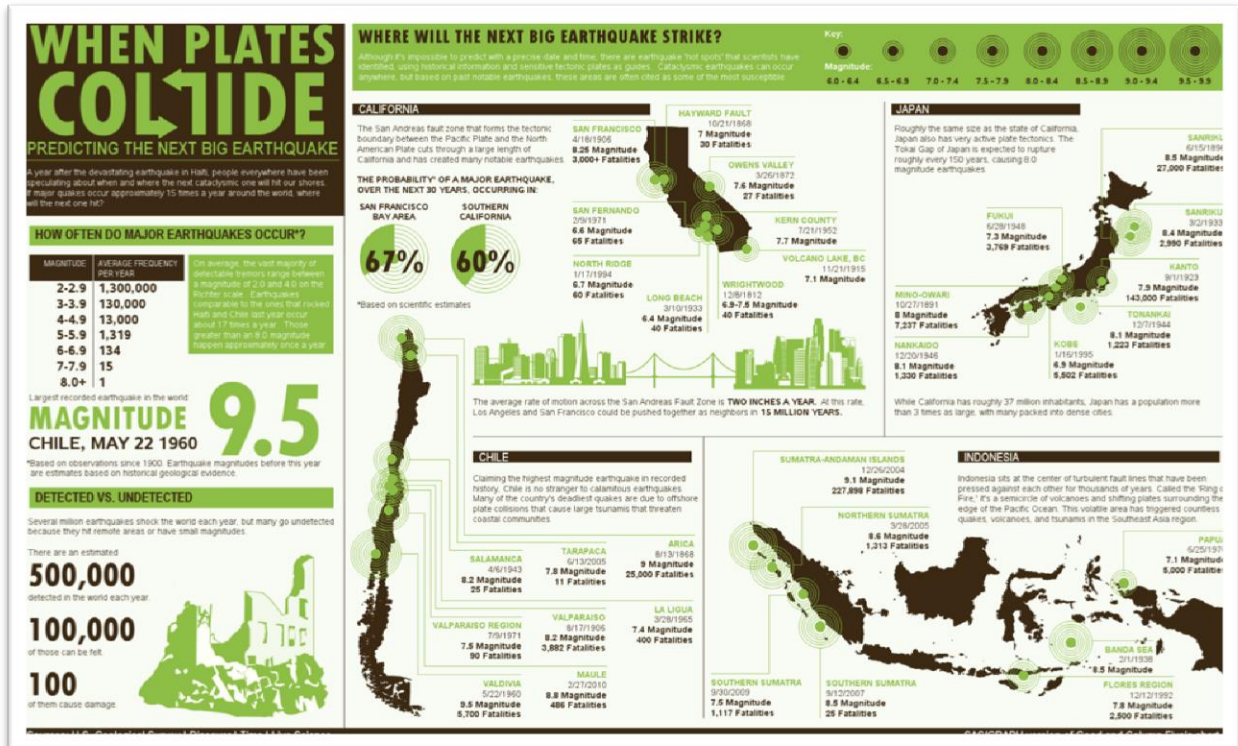 WHEN PLATES
COLLIDE
PREDICTING THE NEXT BIG EARTHQUAKE
A year after the devastating earthquake in Haiti, people everywhere have been
speculating about when and where the next cataclysmic one will hit our shores.
If major quakes occur approximately 15 times a year around the world, where
will the next one hit?
HOW OFTEN DO MAJOR EARTHQUAKES OCCUR*?
MAGNITUDE AVERAGE FREQUENCY
PER YEAR
2-2.9 1,300,000
3-3.9 130,000
4-4.9 13,000
5-5.9 1,319
6-6.9 134
7-7.9 15
8.0+ 1
On average, the vast majority of
detectable tremors range between
a magnitude of 2.0 and 4.0 on the
Richter scale. Earthquakes
comparable to the ones that rocked
Haiti and Chile last year occur
about 17 times a year. Those
greater than an 8.0 magnitude
happen approximately once a year.
Largest recorded earthquake in the world
MAGNITUDE 9.5
CHILE, MAY 22 1960
*Based on observations since 1900. Earthquake magnitudes before this year
are estimates based on historical geological evidence.
DETECTED VS. UNDETECTED
Several million earthquakes shock the world each year, but many go undetected
because they hit remote areas or have small magnitudes.
There are an estimated
500,000
detected in the world each year.
100,000
of those can be felt
100
of them cause damage.
WHERE WILL THE NEXT BIG EARTHQUAKE STRIKE?
Although it's impossible to predict with a precise date and time, there are earthquake 'hot spots' that scientists have
identified, using historical information and sensitive tectonic plates as guides. Cataclysmic earthquakes can occur
anywhere, but based on past notable earthquakes, these areas are often cited as some of the most susceptible.
Key:
Magnitude:
6.0 - 6.4 6.5 - 6.9 7.0 - 7.4 7.5 - 7.9 8.0 - 8.4 8.5 - 8.9 9.0 - 9.4 9.5 - 9.9
CALIFORNIA
The San Andreas fault zone that forms the tectonic
boundary between the Pacific Plate and the North
American Plate cuts through a large length of
California and has created many notable earthquakes.
THE PROBABILITY* OF A MAJOR EARTHQUAKE,
OVER THE NEXT 30 YEARS, OCCURRING IN:
SAN FRANCISCO
BAY AREA
67%
SOUTHERN
CALIFORNIA
60%
*Based on scientific estimates
SAN FRANCISCO
4/18/1906
8.25 Magnitude
3,000+ Fatalities
HAYWARD FAULT
10/21/1868
7 Magnitude
30 Fatalities
OWENS VALLEY
3/26/1872
7.6 Magnitude
27 Fatalities
SAN FERNANDO
2/9/1971
6.6 Magnitude
65 Fatalities
KERN COUNTY
7/21/1952
7.7 Magnitude
NORTH RIDGE
1/17/1994
6.7 Magnitude
60 Fatalities
VOLCANO LAKE, BC
11/21/1915
7.1 Magnitude
LONG BEACH
3/10/1933
6.4 Magnitude
40 Fatalities
WRIGHTWOOD
12/8/1812
6.9-7.5 Magnitude
40 Fatalities
The average rate of motion across the San Andreas Fault Zone is TWO INCHES A YEAR. At this rate,
Los Angeles and San Francisco could be pushed together as neighbors in 15 MILLION YEARS.
JAPAN
Roughly the same size as the state of California,
Japan also has very active plate tectonics. The
Tokai Gap of Japan is expected to rupture
roughly every 150 years, causing 8.0
magnitude earthquakes
SANRIKU
6/15/1896
8.5 Magnitude
27,000 Fatalities
FUKUI
6/28/1948
7.3 Magnitude
3,769 Fatalities
SANRIKU
3/2/1933
8.4 Magnitude
2,990 Fatalities
KANTO
9/1/1923
7.9 Magnitude
143,000 Fatalities
MINO-OWARI
10/27/1891
8 Magnitude
7,237 Fatalities
TONANKAI
12/7/1944
8.1 Magnitude
1,223 Fatalities
NANKAIDO
12/20/1946
8.1 Magnitude
1,330 Fatalities
KOBE
1/16/1995
6.9 Magnitude
5,502 Fatalities
While California has roughly 37 million inhabitants, Japan has a population more
than 3 times as large, with many packed into dense cities.
CHILE
Claiming the highest magnitude earthquake in recorded
history, Chile is no stranger to calamitous earthquakes.
Many of the country's deadliest quakes are due to offshore
plate collisions that cause large tsunamis that threaten
coastal communities.
SALAMANCA
4/6/1943
8.2 Magnitude
25 Fatalities
TARAPACA
6/13/2005
7.8 Magnitude
11 Fatalities
ARICA
8/13/1868
9 Magnitude
25,000 Fatalities
VALPARAISO REGION
7/9/1971
7.5 Magnitude
90 Fatalities
VALPARAISO
8/17/1906
8.2 Magnitude
3,882 Fatalities
LA LIGUA
3/28/1965
7.4 Magnitude
400 Fatalities
VALDIVIA
5/22/1960
9.5 Magnitude
5,700 Fatalities
MAULE
2/27/2010
8.8 Magnitude
486 Fatalities
INDONESIA
Indonesia sits at the center of turbulent fault lines that have been
pressed against each other for thousands of years. Called the 'Ring o
Fire,' it's a semicircle of volcanoes and shifting plates surrounding the
edge of the Pacific Ocean. This volatile area has triggered countless
quakes, volcanoes, and tsunamis in the Southeast Asia region.
SUMATRA-ANDAMAN ISLANDS
12/26/2004
9.1 Magnitude
227,898 Fatalities
NORTHERN SUMATRA
3/28/2005
8.6 Magnitude
1,313 Fatalities
PAPUA
6/25/197
7.1 Magnitude
5,000 Fatalities
SOUTHERN SUMATRA
9/30/2009
7.5 Magnitude
1,117 Fatalities
SOUTHERN SUMATRA
9/12/2007
8.5 Magnitude
25 Fatalities
BANDA SEA
2/1/1938
8.5 Magnitude
FLORES REGION
12/12/1992
7.8 Magnitude
2,500 Fatalities